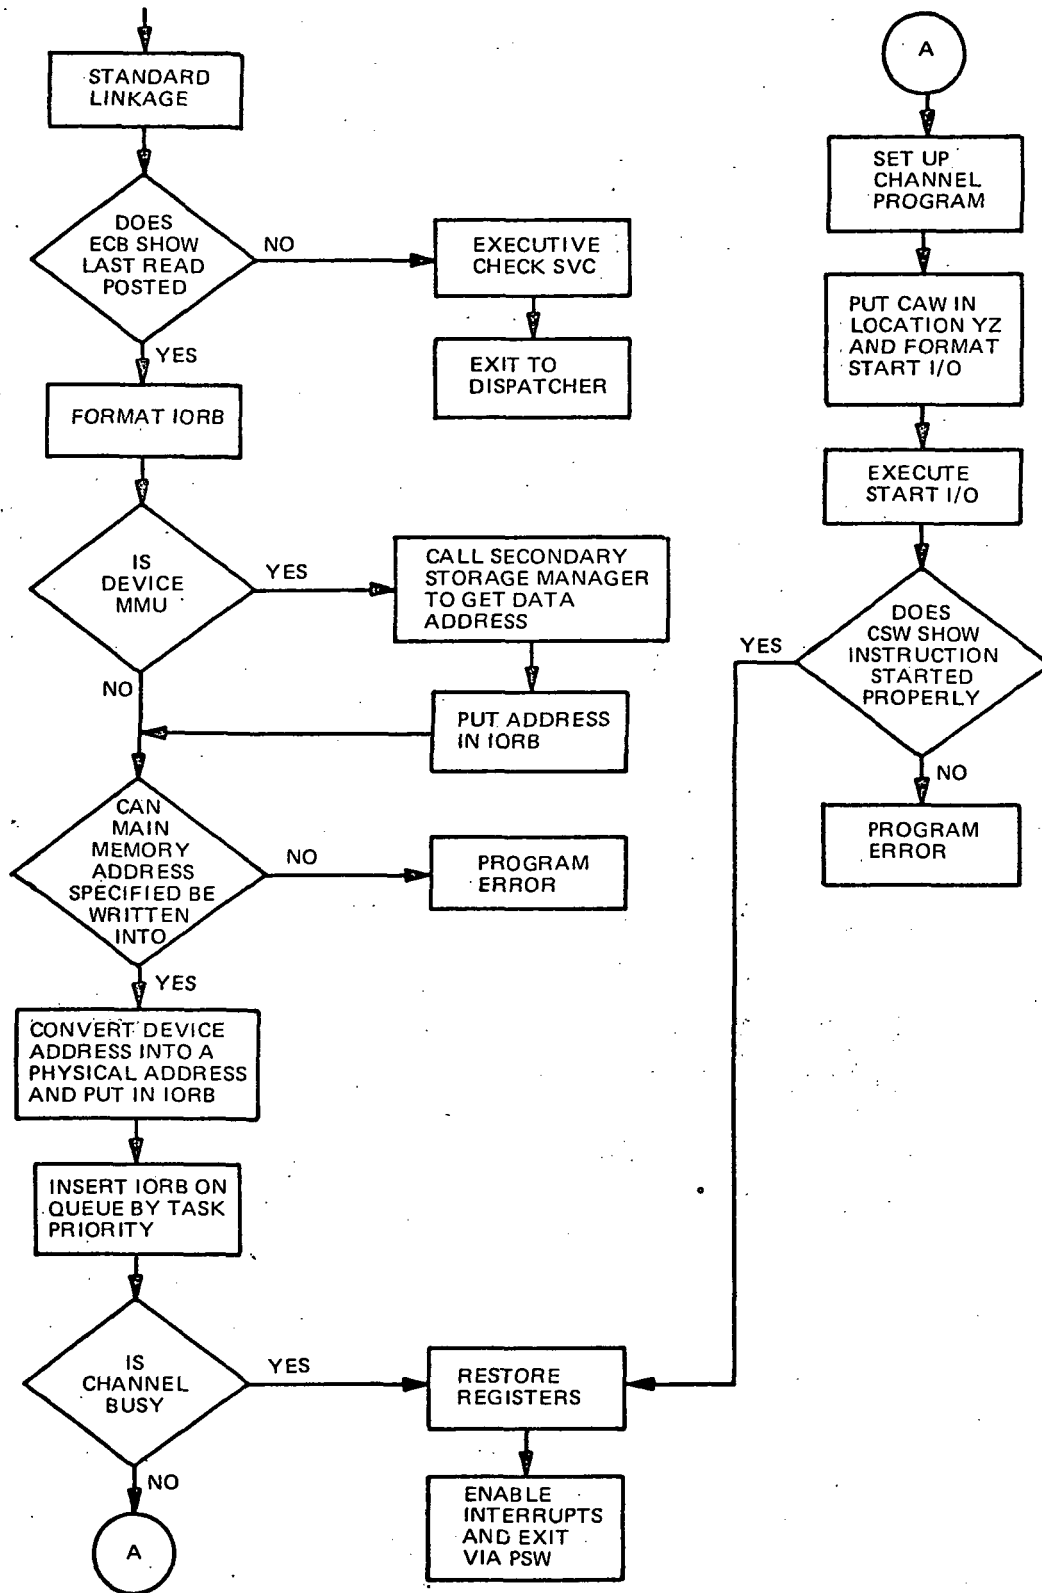 STANDARD
LINKAGE
DOES
ECB SHOW
LAST READ
POSTED
NO
EXECUTIVE
CHECK SVC
EXIT TO
DISPATCHER
YES
FORMAT IORB
IS
DEVICE
MMU
YES
CALL SECONDARY
STORAGE MANAGER
TO GET DATA
ADDRESS
NO
PUT ADDRESS
IN IORB
CAN
MAIN
MEMORY
ADDRESS
SPECIFIED BE
WRITTEN
INTO
NO
PROGRAM
ERROR
YES
CONVERT DEVICE
ADDRESS INTO A
PHYSICAL ADDRESS
AND PUT IN IORB
INSERT IORB ON
QUEUE BY TASK
PRIORITY
IS
CHANNEL
BUSY
YES
RESTORE
REGISTERS
ENABLE
INTERRUPTS
AND EXIT
VIA PSW
NO
A
A
SET UP
CHANNEL
PROGRAM
PUT CAW IN
LOCATION YZ
AND FORMAT
START I/O
EXECUTE
START I/O
DOES
CSW SHOW
INSTRUCTION
STARTED
PROPERLY
YES
NO
PROGRAM
ERROR